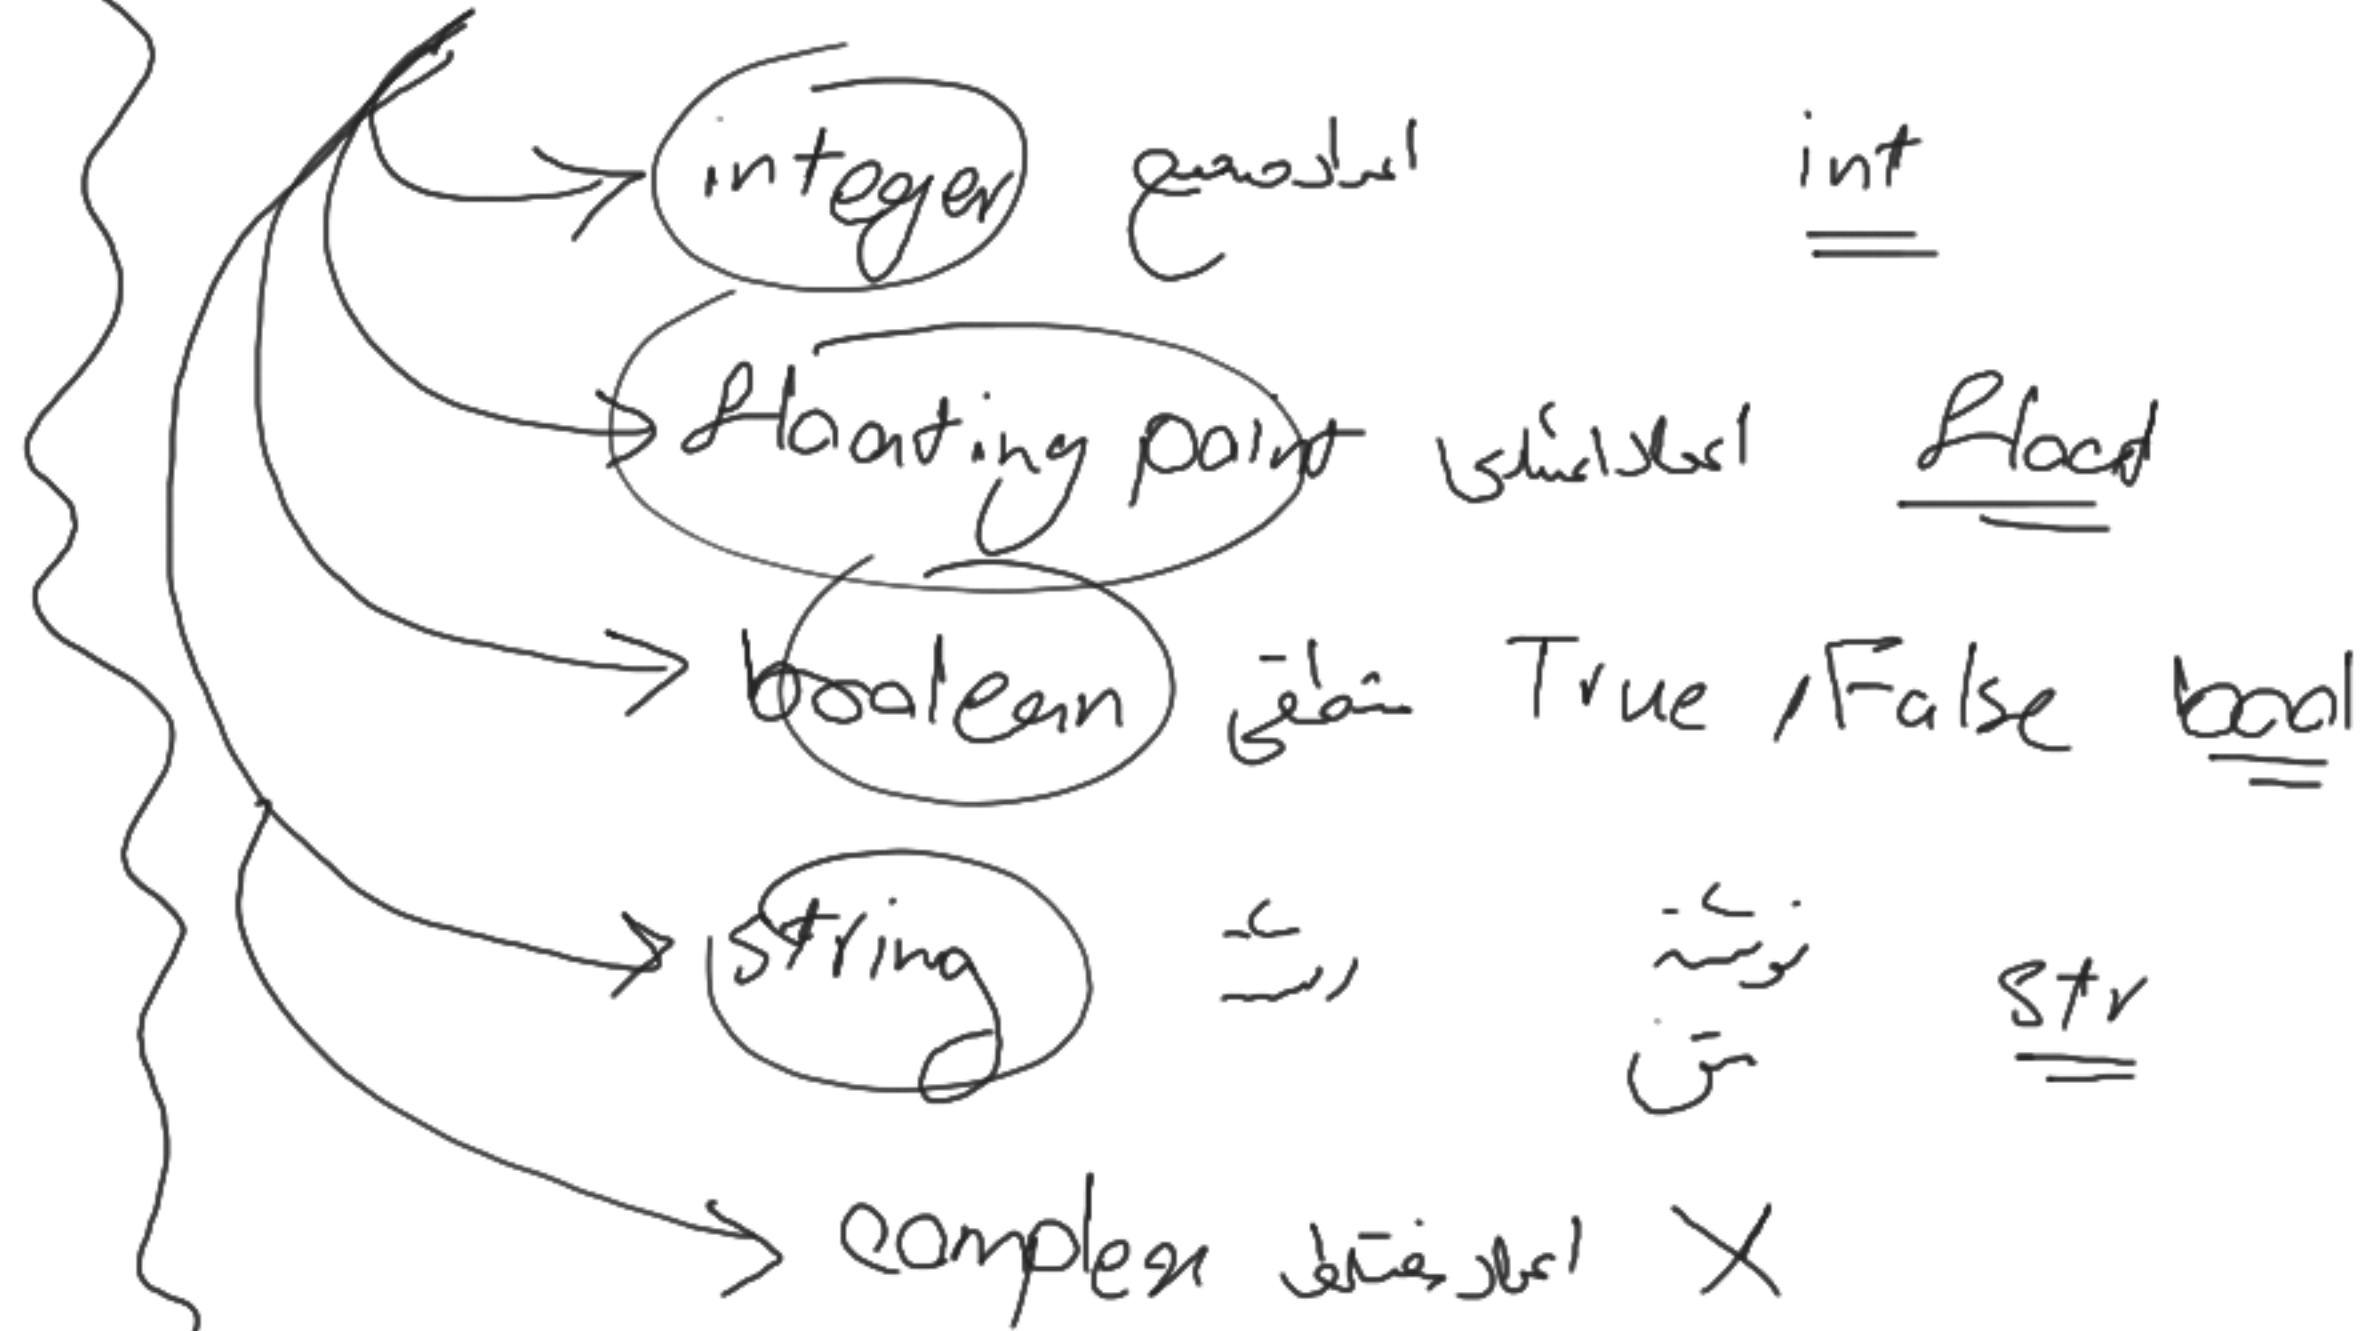 integer اعداد صحیح int
floating point اعداد اعشاری float
boolean منطقی True , False bool
string رشته نوشته str
متن
complex اعداد مختلط X